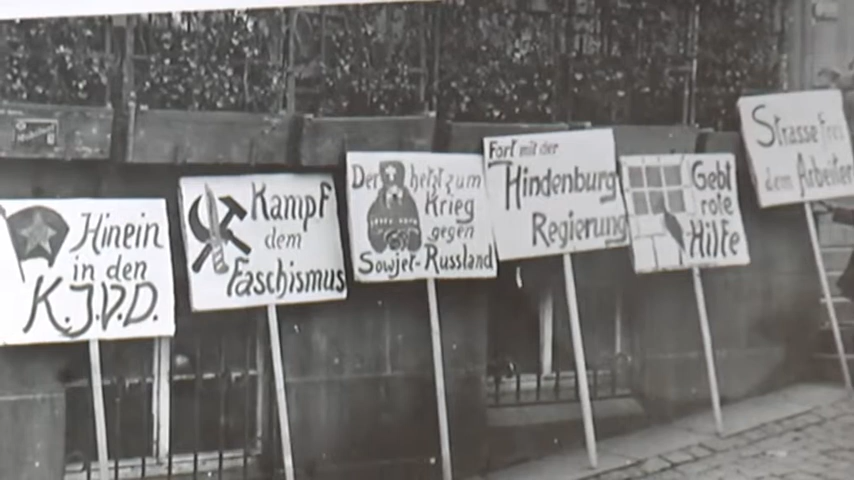 Hinein
in den
K.J.V.D.
Kampf
dem
Faschismus
Der hetzt zum
Krieg
gegen
Sowjet-Russland
Fort mit der
Hindenburg
Regierung
Gebt
rote
Hilfe
Strasse frei
dem Arbeiter